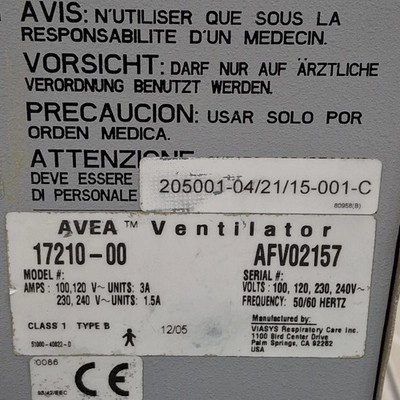 AVIS: N'UTILISER QUE SOUS LA
RESPONSABILITE D'UN MEDECIN.
VORSICHT: DARF NUR AUF ÄRZTLICHE
VERORDNUNG BENUTZT WERDEN.
PRECAUCION: USAR SOLO POR
ORDEN MEDICA.
ATTENZIONE
DEVE ESSERE
DI PERSONALE
205001-04/21/15-001-C
AVEA™ Ventilator
17210-00 AFV02157
MODEL #: SERIAL #:
AMPS : 100,120 V~ UNITS: 3A VOLTS: 100, 120, 230, 240V~
230, 240 V~ UNITS: 1.5A FREQUENCY: 50/60 HERTZ
CLASS 1 TYPE B 12/05 VIASYS Respiratory Care Inc.
1100 Bird Center Drive
Palm Springs, CA 92262
USA
0086
CE
93/42/EEC